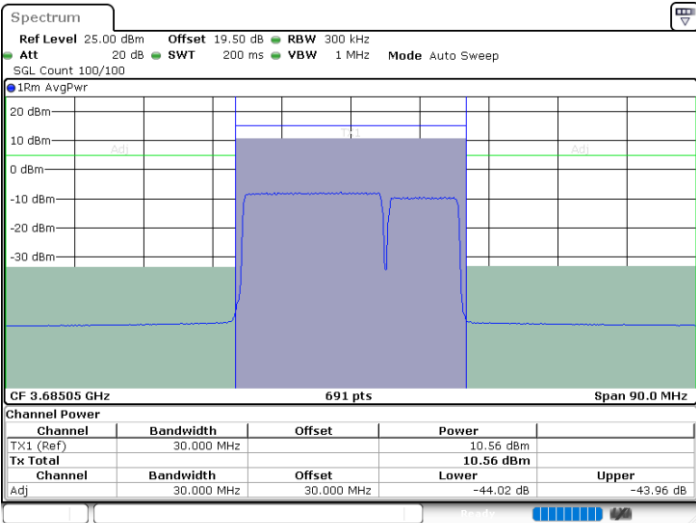 Spectrum
Ref Level 25.00 dBm Offset 19.50 dB RBW 300 kHz
Att 20 dB SWT 200 ms VBW 1 MHz Mode Auto Sweep
SGL Count 100/100
1Rm AvgPwr
20 dBm
TX1
10 dBm
Adj Adj
0 dBm
-10 dBm
-20 dBm
-30 dBm
CF 3.68505 GHz 691 pts Span 90.0 MHz
Channel Power
Channel Bandwidth Offset Power
TX1 (Ref) 30.000 MHz 10.56 dBm
Tx Total 10.56 dBm
Channel Bandwidth Offset Lower Upper
Adj 30.000 MHz 30.000 MHz -44.02 dB -43.96 dB
Ready